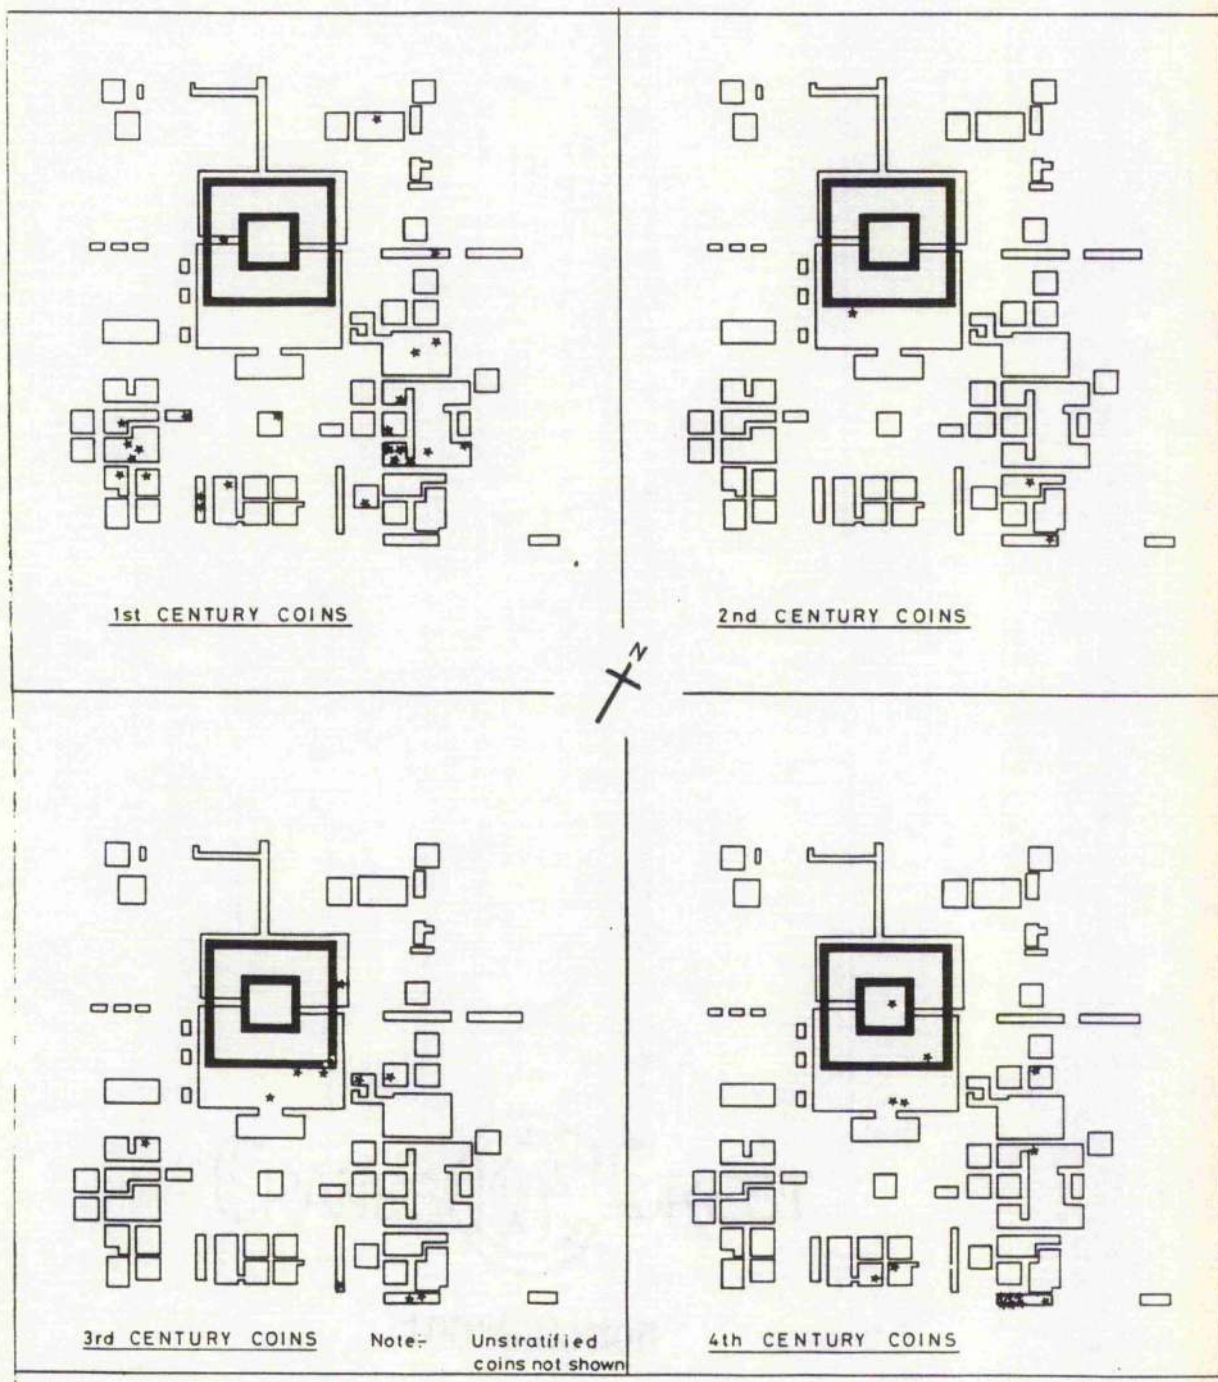 1st CENTURY COINS
2nd CENTURY COINS
N
3rd CENTURY COINS
Note:- Unstratified
coins not shown
4th CENTURY COINS